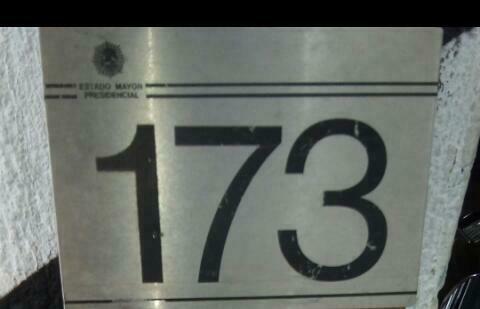 ESTADO MAYOR
PRESIDENCIAL
173